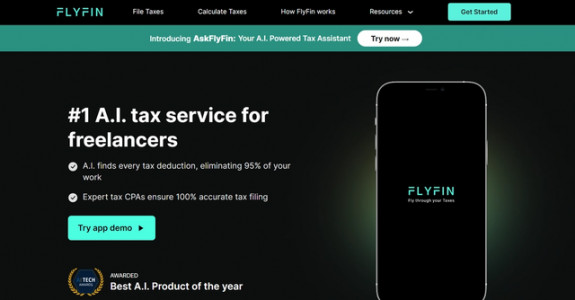 FLYFIN
File Taxes
Calculate Taxes
How FlyFin works
Resources
Get Started
Introducing AskFlyFin: Your A.I. Powered Tax Assistant
Try now →
#1 A.I. tax service for
freelancers
A.I. finds every tax deduction, eliminating 95% of your
work
Expert tax CPAs ensure 100% accurate tax filing
Try app demo
FLYFIN
Fly through your Taxes
TECH
AWARDED
Best A.I. Product of the year